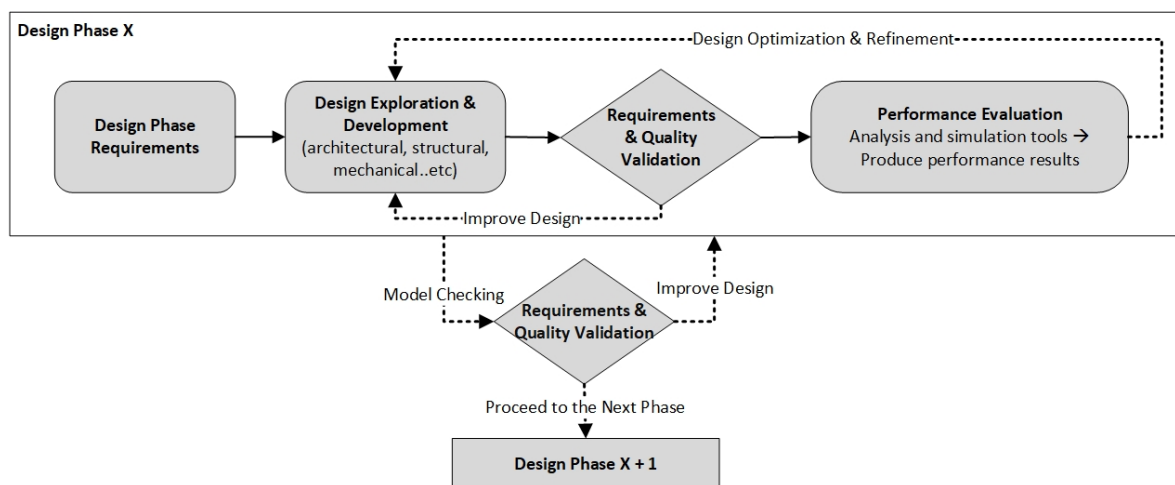 Design Phase X
Design Optimization & Refinement
Design Phase
Requirements
Design Exploration &
Development
(architectural, structural,
mechanical..etc)
Requirements
& Quality
Validation
Performance Evaluation
Analysis and simulation tools →
Produce performance results
Improve Design
Model Checking
Requirements &
Quality Validation
Improve Design
Proceed to the Next Phase
Design Phase X + 1